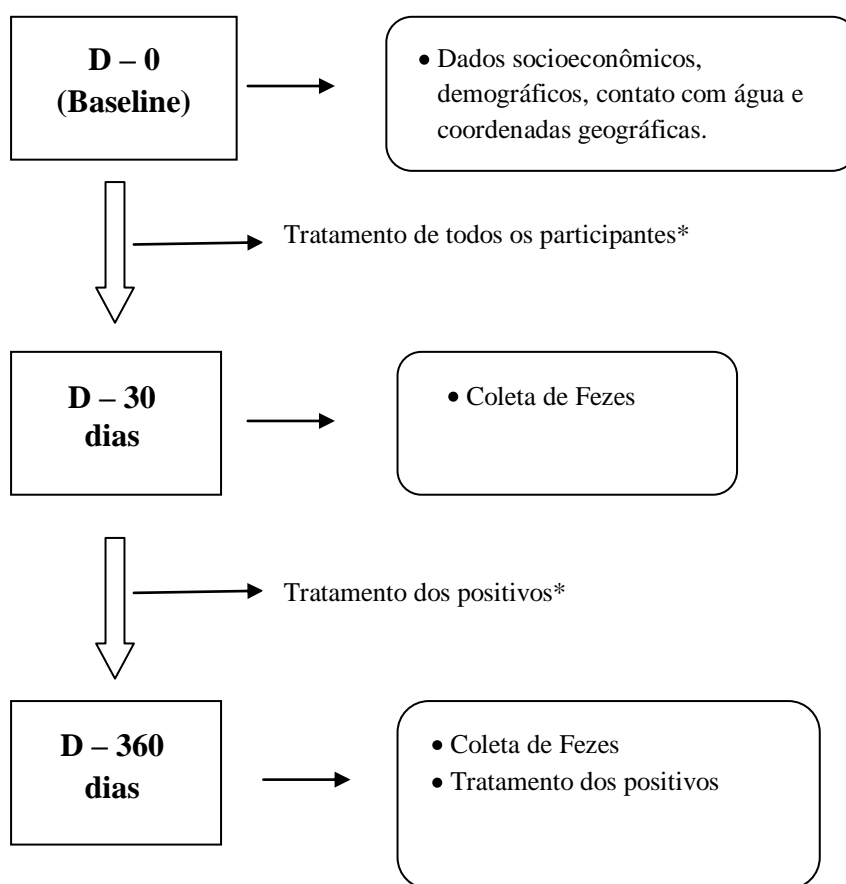 D – 0
(Baseline)
• Dados socioeconômicos,
demográficos, contato com água e
coordenadas geográficas.
Tratamento de todos os participantes*
D – 30
dias
• Coleta de Fezes
Tratamento dos positivos*
D – 360
dias
• Coleta de Fezes
• Tratamento dos positivos